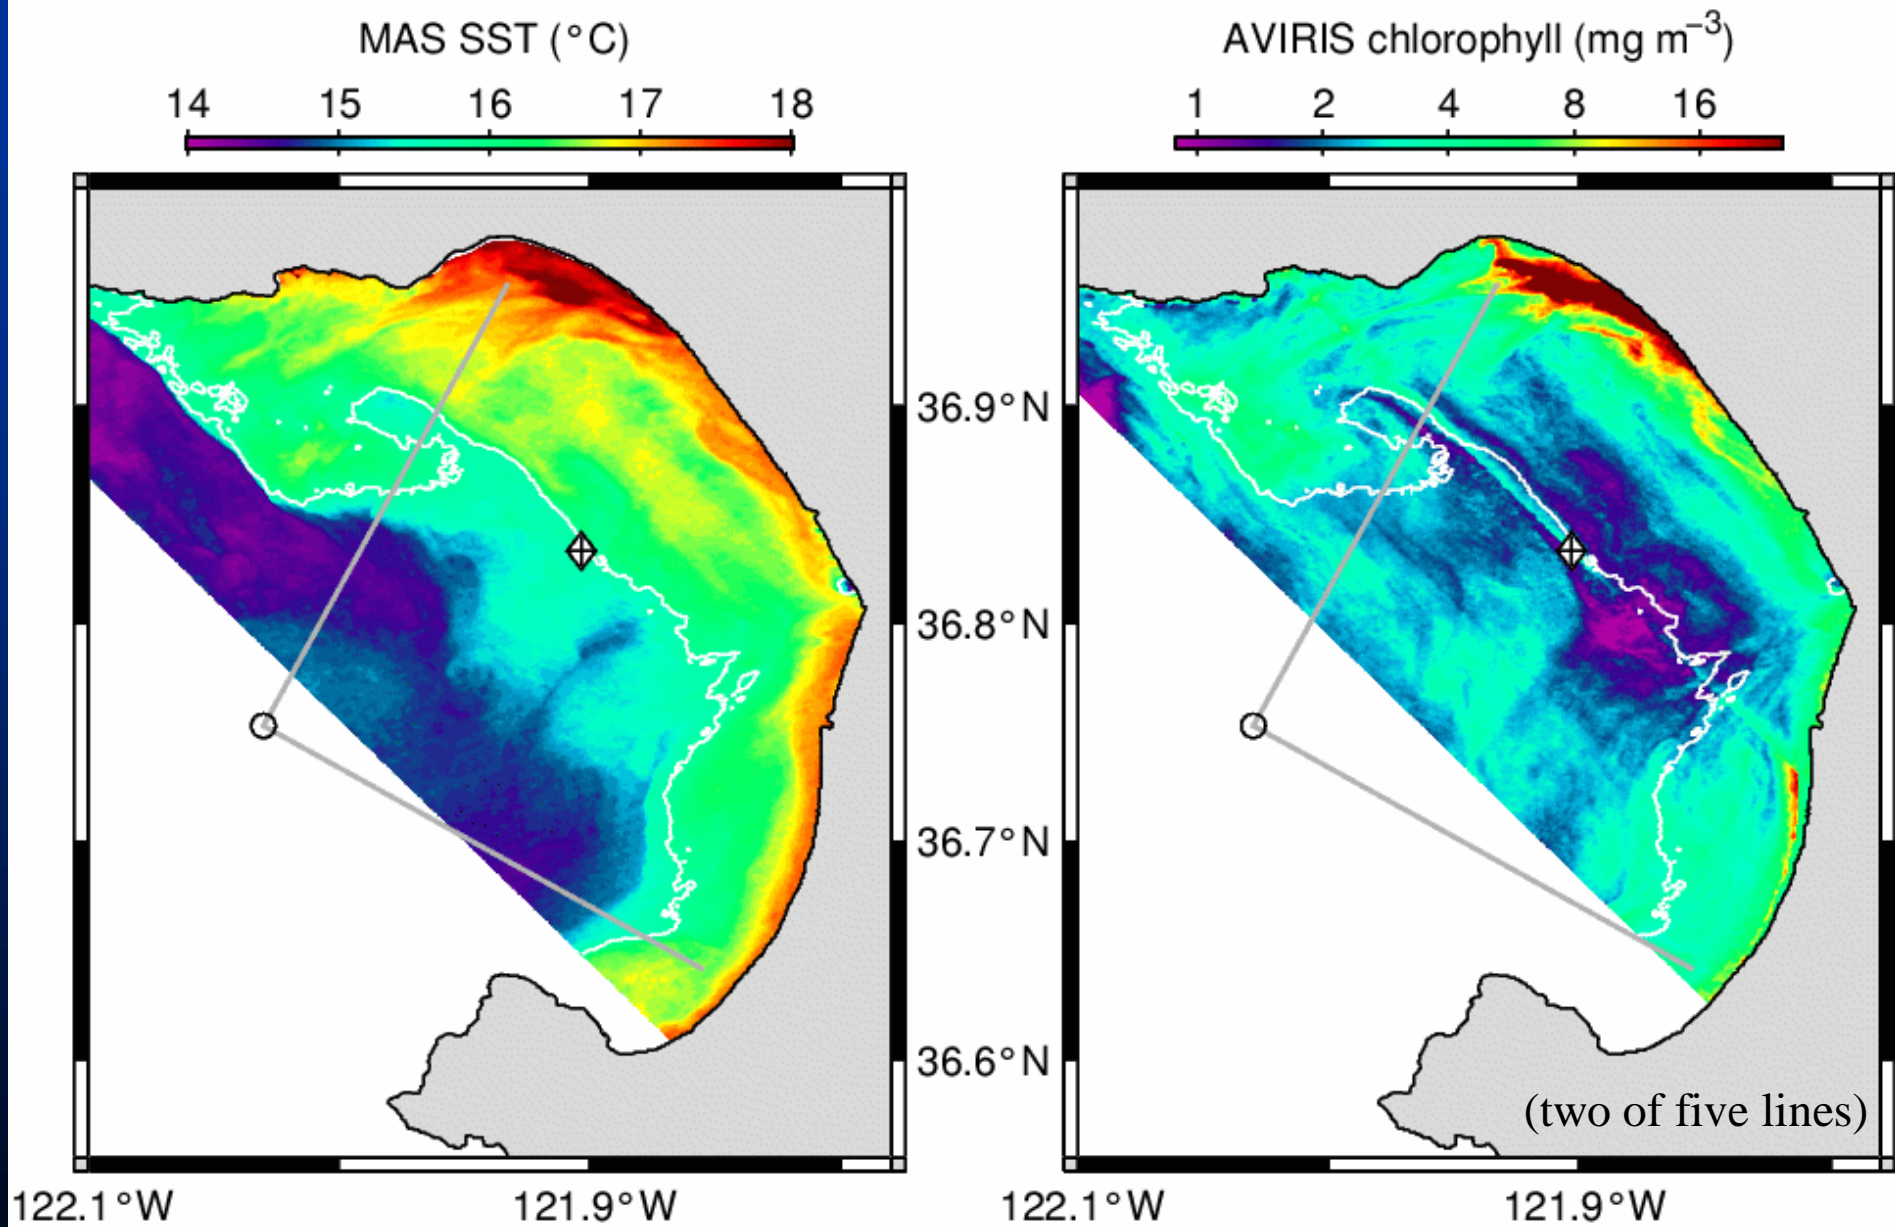 MAS SST (°C)
14 15 16 17 18
AVIRIS chlorophyll (mg m⁻³)
1 2 4 8 16
36.9°N
36.8°N
36.7°N
36.6°N
(two of five lines)
122.1°W 121.9°W 122.1°W 121.9°W